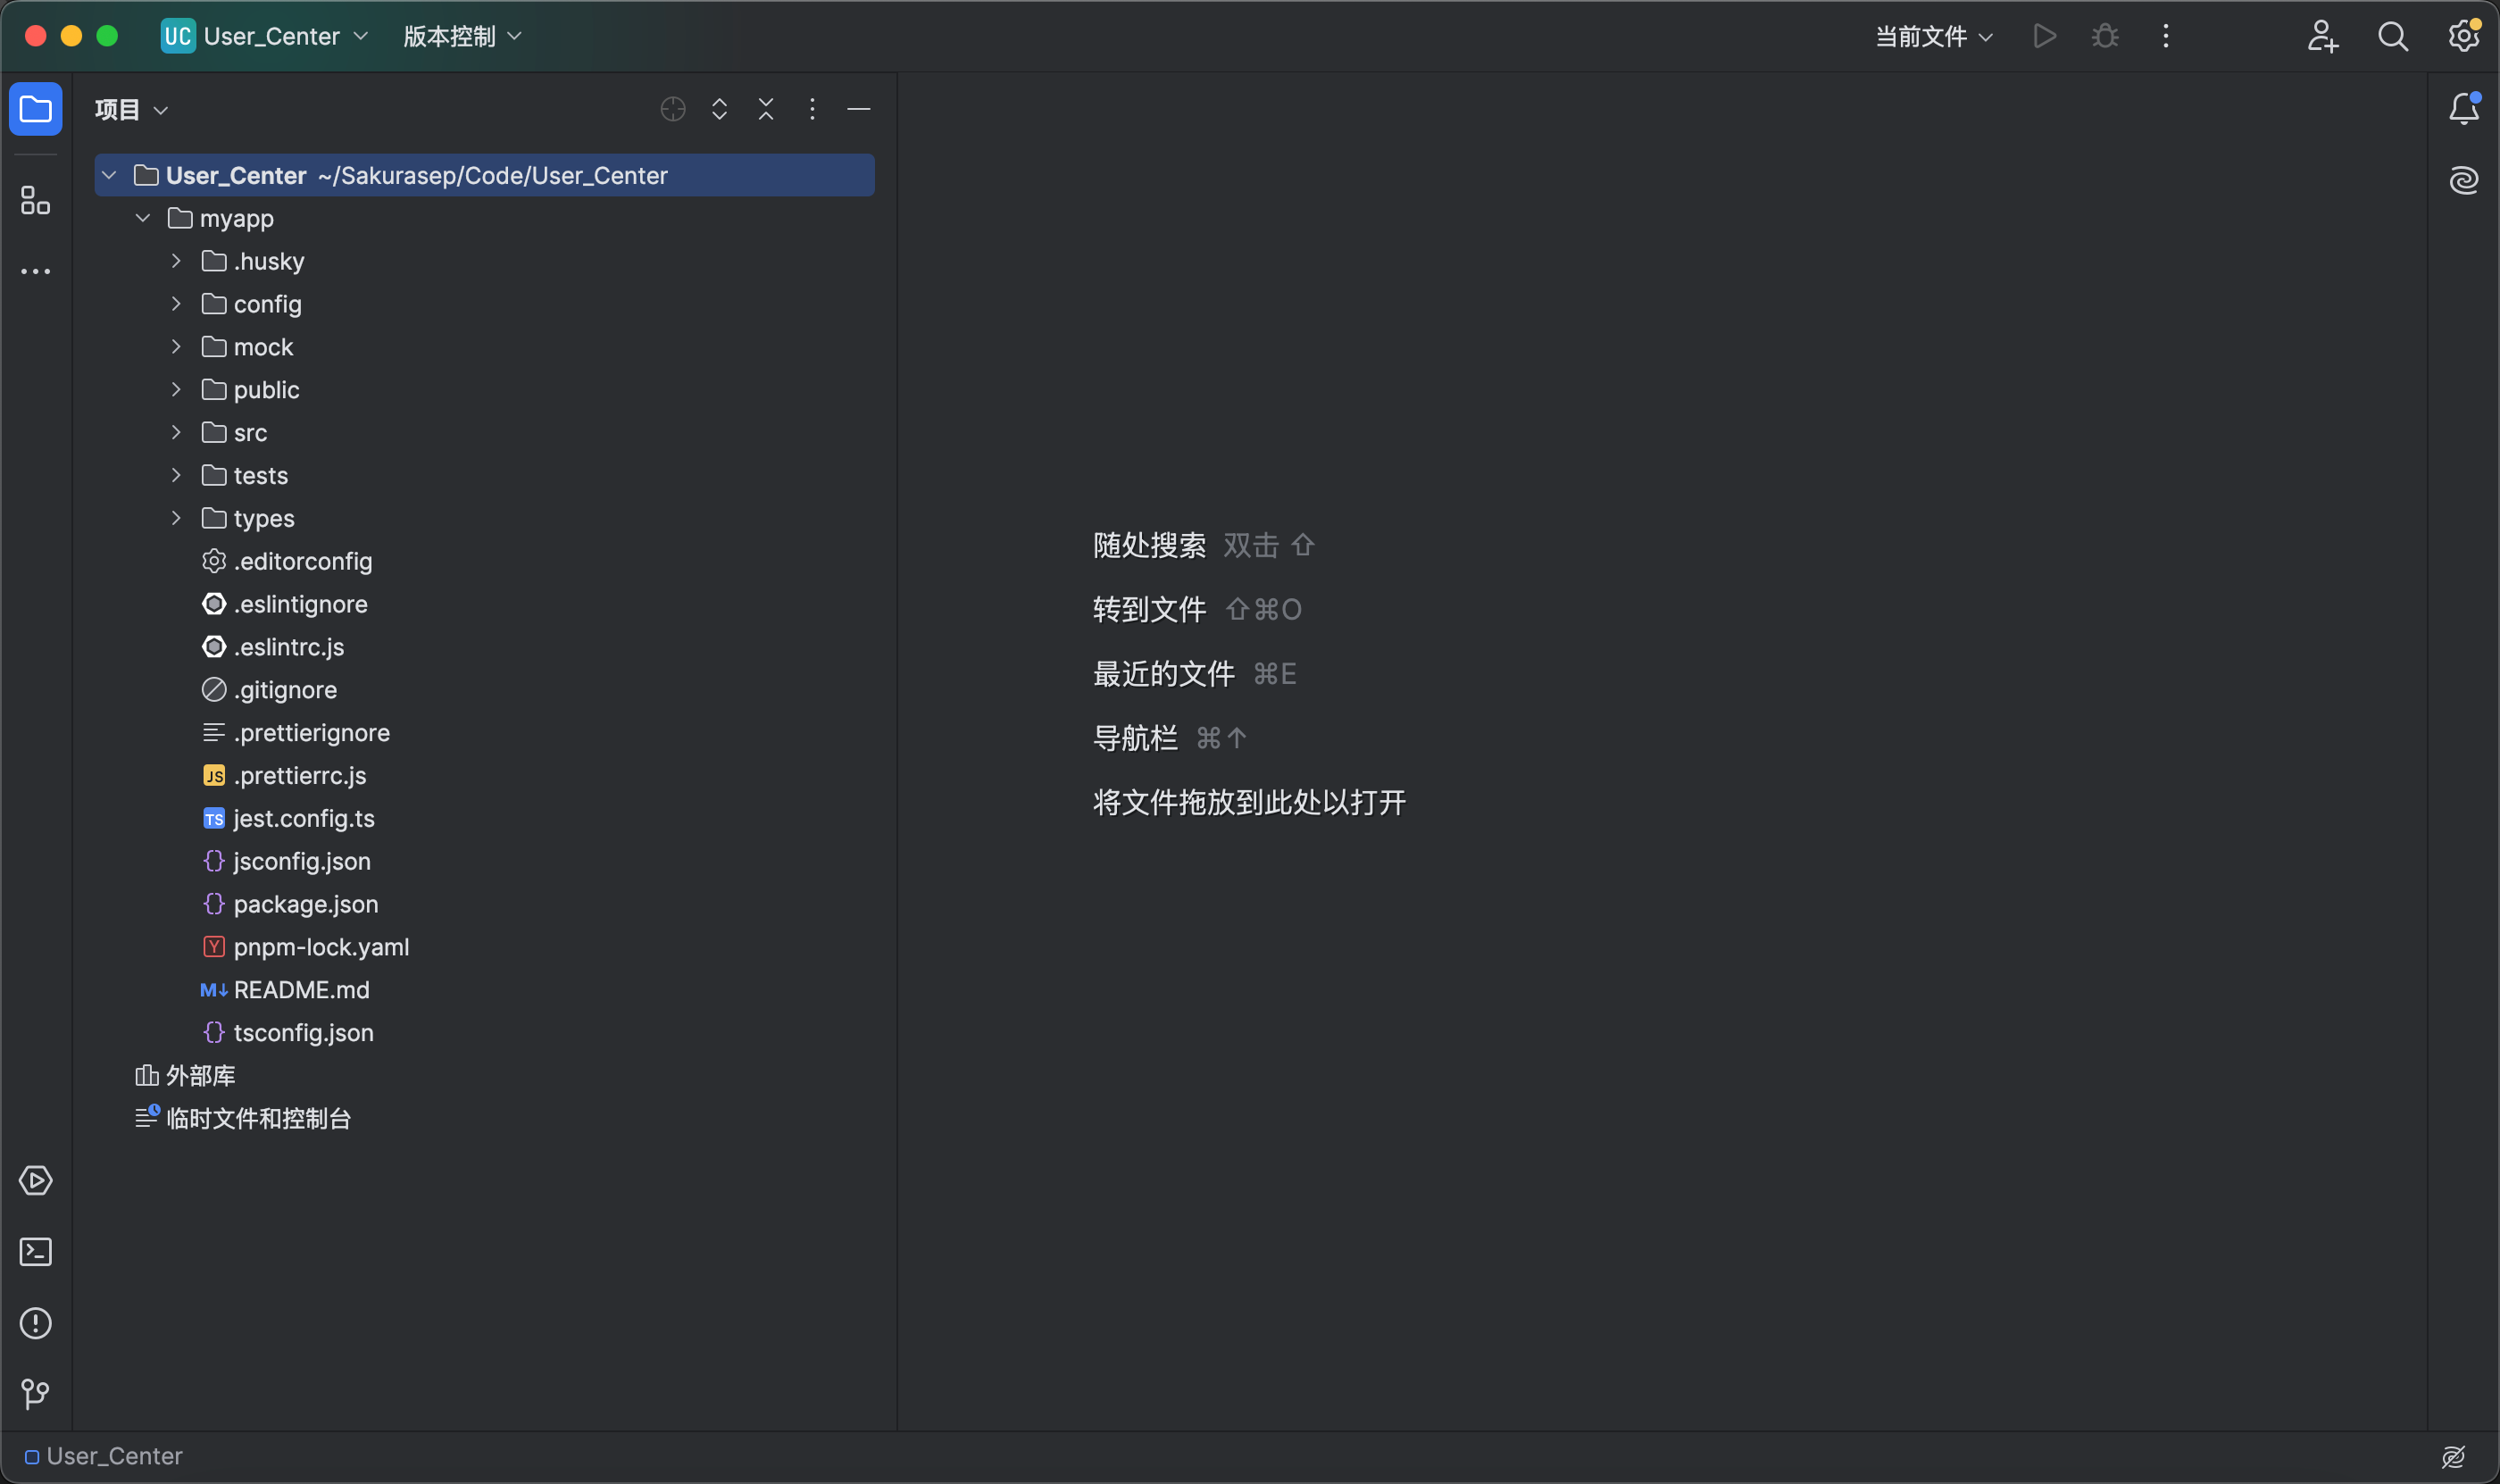 UC User_Center 版本控制 当前文件
项目
User_Center ~/Sakurasep/Code/User_Center
myapp
.husky
config
mock
public
src
tests
types
.editorconfig
.eslintignore
.eslintrc.js
.gitignore
.prettierignore
JS .prettierrc.js
TS jest.config.ts
{} jsconfig.json
{} package.json
Y pnpm-lock.yaml
M↓ README.md
{} tsconfig.json
外部库
临时文件和控制台
随处搜索 双击 ⇧
转到文件 ⇧⌘O
最近的文件 ⌘E
导航栏 ⌘↑
将文件拖放到此处以打开
User_Center